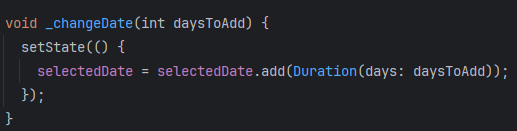 void _changeDate(int daysToAdd) {
  setState(() {
    selectedDate = selectedDate.add(Duration(days: daysToAdd));
  });
}